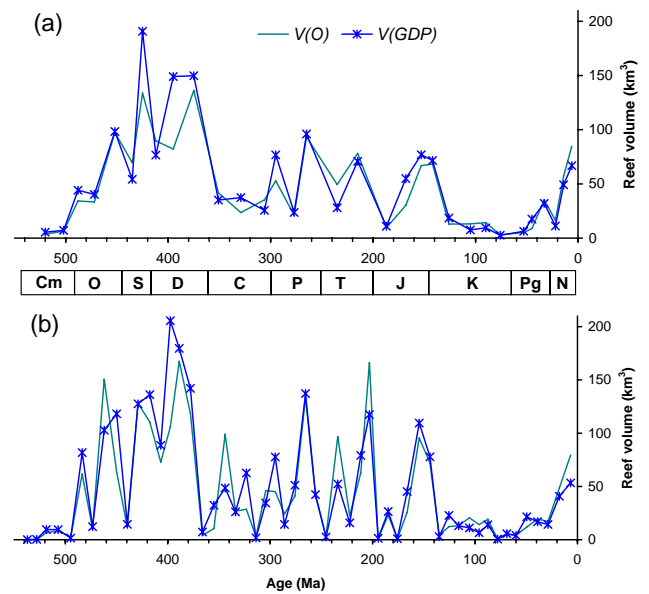 (a)
V(O) V(GDP)
200
150
100
50
0
Reef volume (km³)
500 400 300 200 100 0
Cm O S D C P T J K Pg N
(b)
200
150
100
50
0
Reef volume (km³)
500 400 300 200 100 0
Age (Ma)